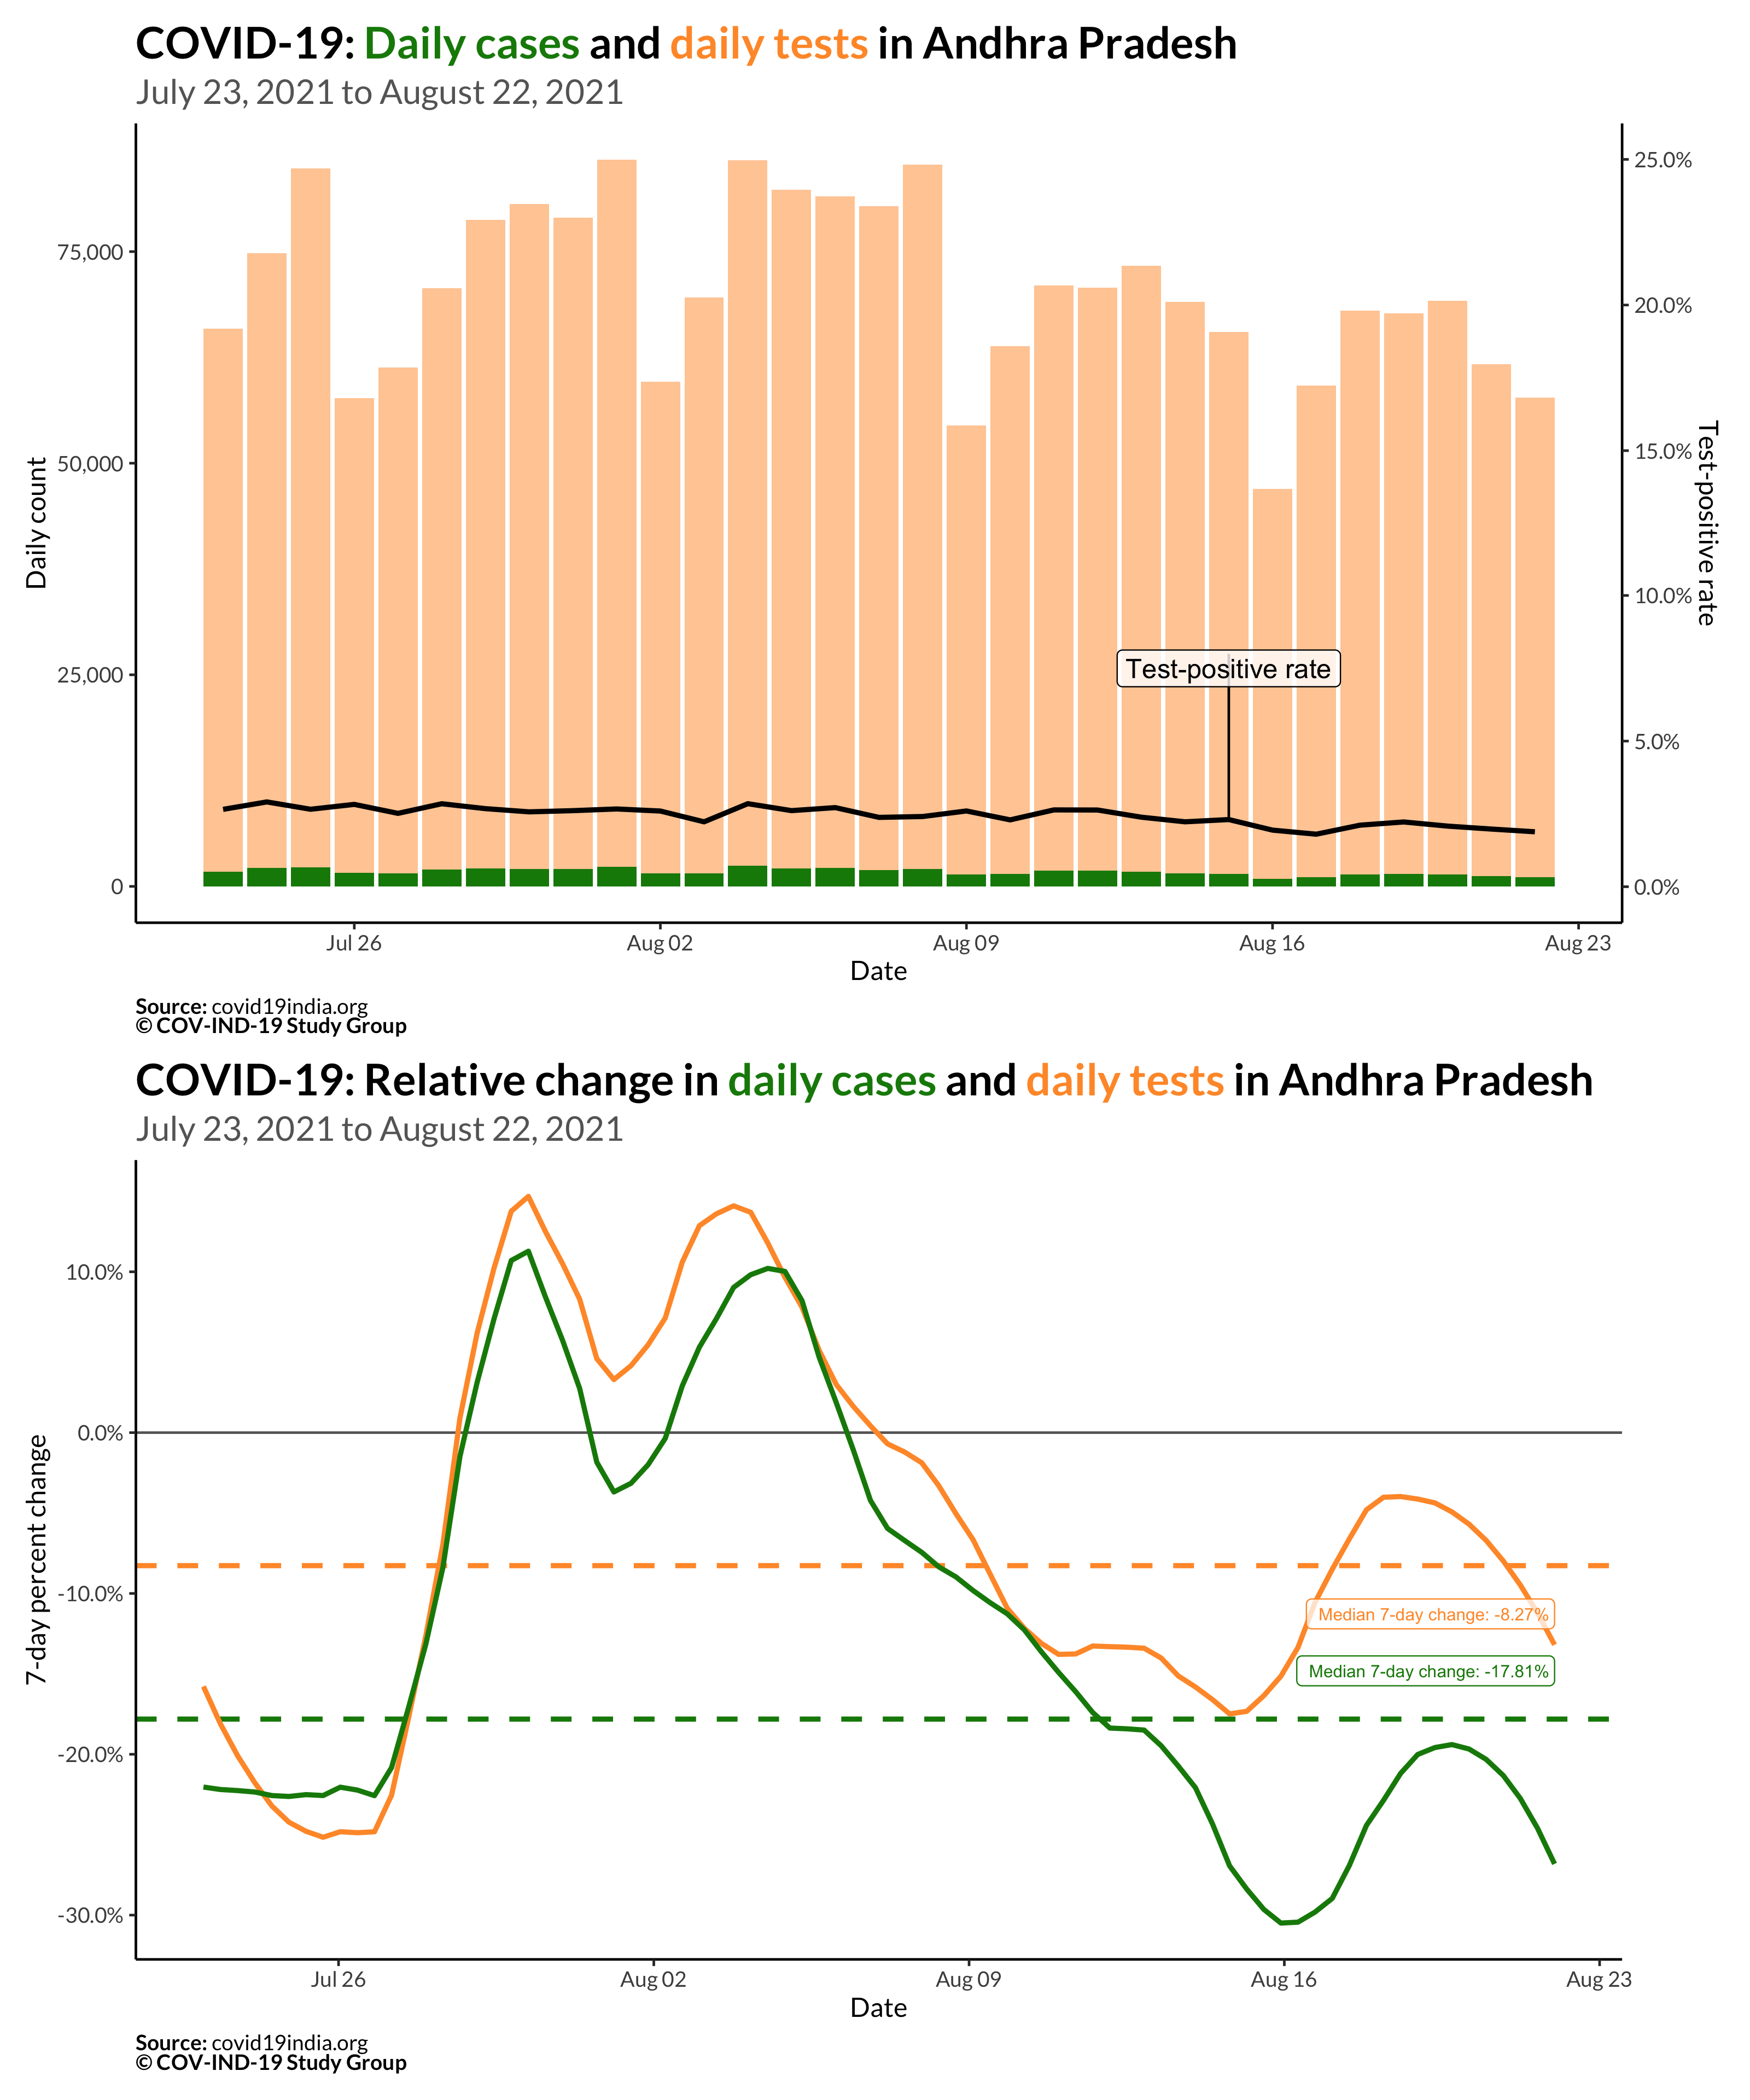 COVID-19: Daily cases and daily tests in Andhra Pradesh
July 23, 2021 to August 22, 2021
Daily count
75,000
50,000
25,000
0
25.0%
20.0%
15.0%
10.0%
5.0%
0.0%
Test-positive rate
Test-positive rate
Jul 26
Aug 02
Aug 09
Aug 16
Aug 23
Date
Source: covid19india.org
© COV-IND-19 Study Group
COVID-19: Relative change in daily cases and daily tests in Andhra Pradesh
July 23, 2021 to August 22, 2021
7-day percent change
10.0%
0.0%
-10.0%
-20.0%
-30.0%
Median 7-day change: -8.27%
Median 7-day change: -17.81%
Jul 26
Aug 02
Aug 09
Aug 16
Aug 23
Date
Source: covid19india.org
© COV-IND-19 Study Group